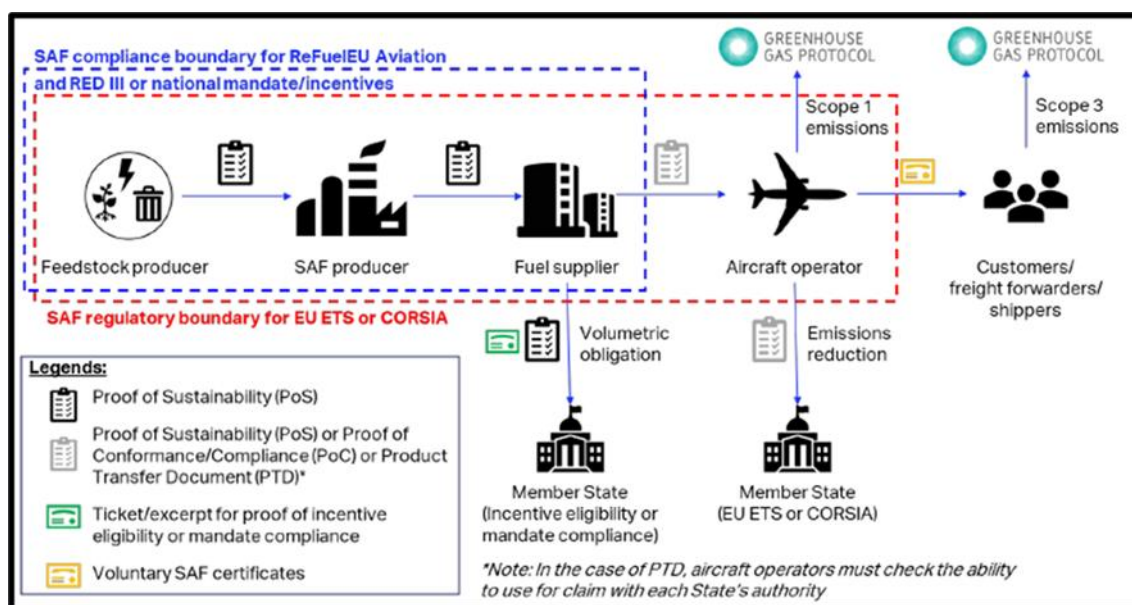 SAF compliance boundary for ReFuelEU Aviation
and RED III or national mandate/incentives
GREENHOUSE
GAS PROTOCOL
GREENHOUSE
GAS PROTOCOL
Scope 1
emissions
Scope 3
emissions
Feedstock producer
SAF producer
Fuel supplier
Aircraft operator
Customers/
freight forwarders/
shippers
SAF regulatory boundary for EU ETS or CORSIA
Volumetric
obligation
Emissions
reduction
Legends:
Proof of Sustainability (PoS)
Proof of Sustainability (PoS) or Proof of
Conformance/Compliance (PoC) or Product
Transfer Document (PTD)*
Ticket/excerpt for proof of incentive
eligibility or mandate compliance
Voluntary SAF certificates
Member State
(Incentive eligibility or
mandate compliance)
Member State
(EU ETS or CORSIA)
*Note: In the case of PTD, aircraft operators must check the ability
to use for claim with each State's authority